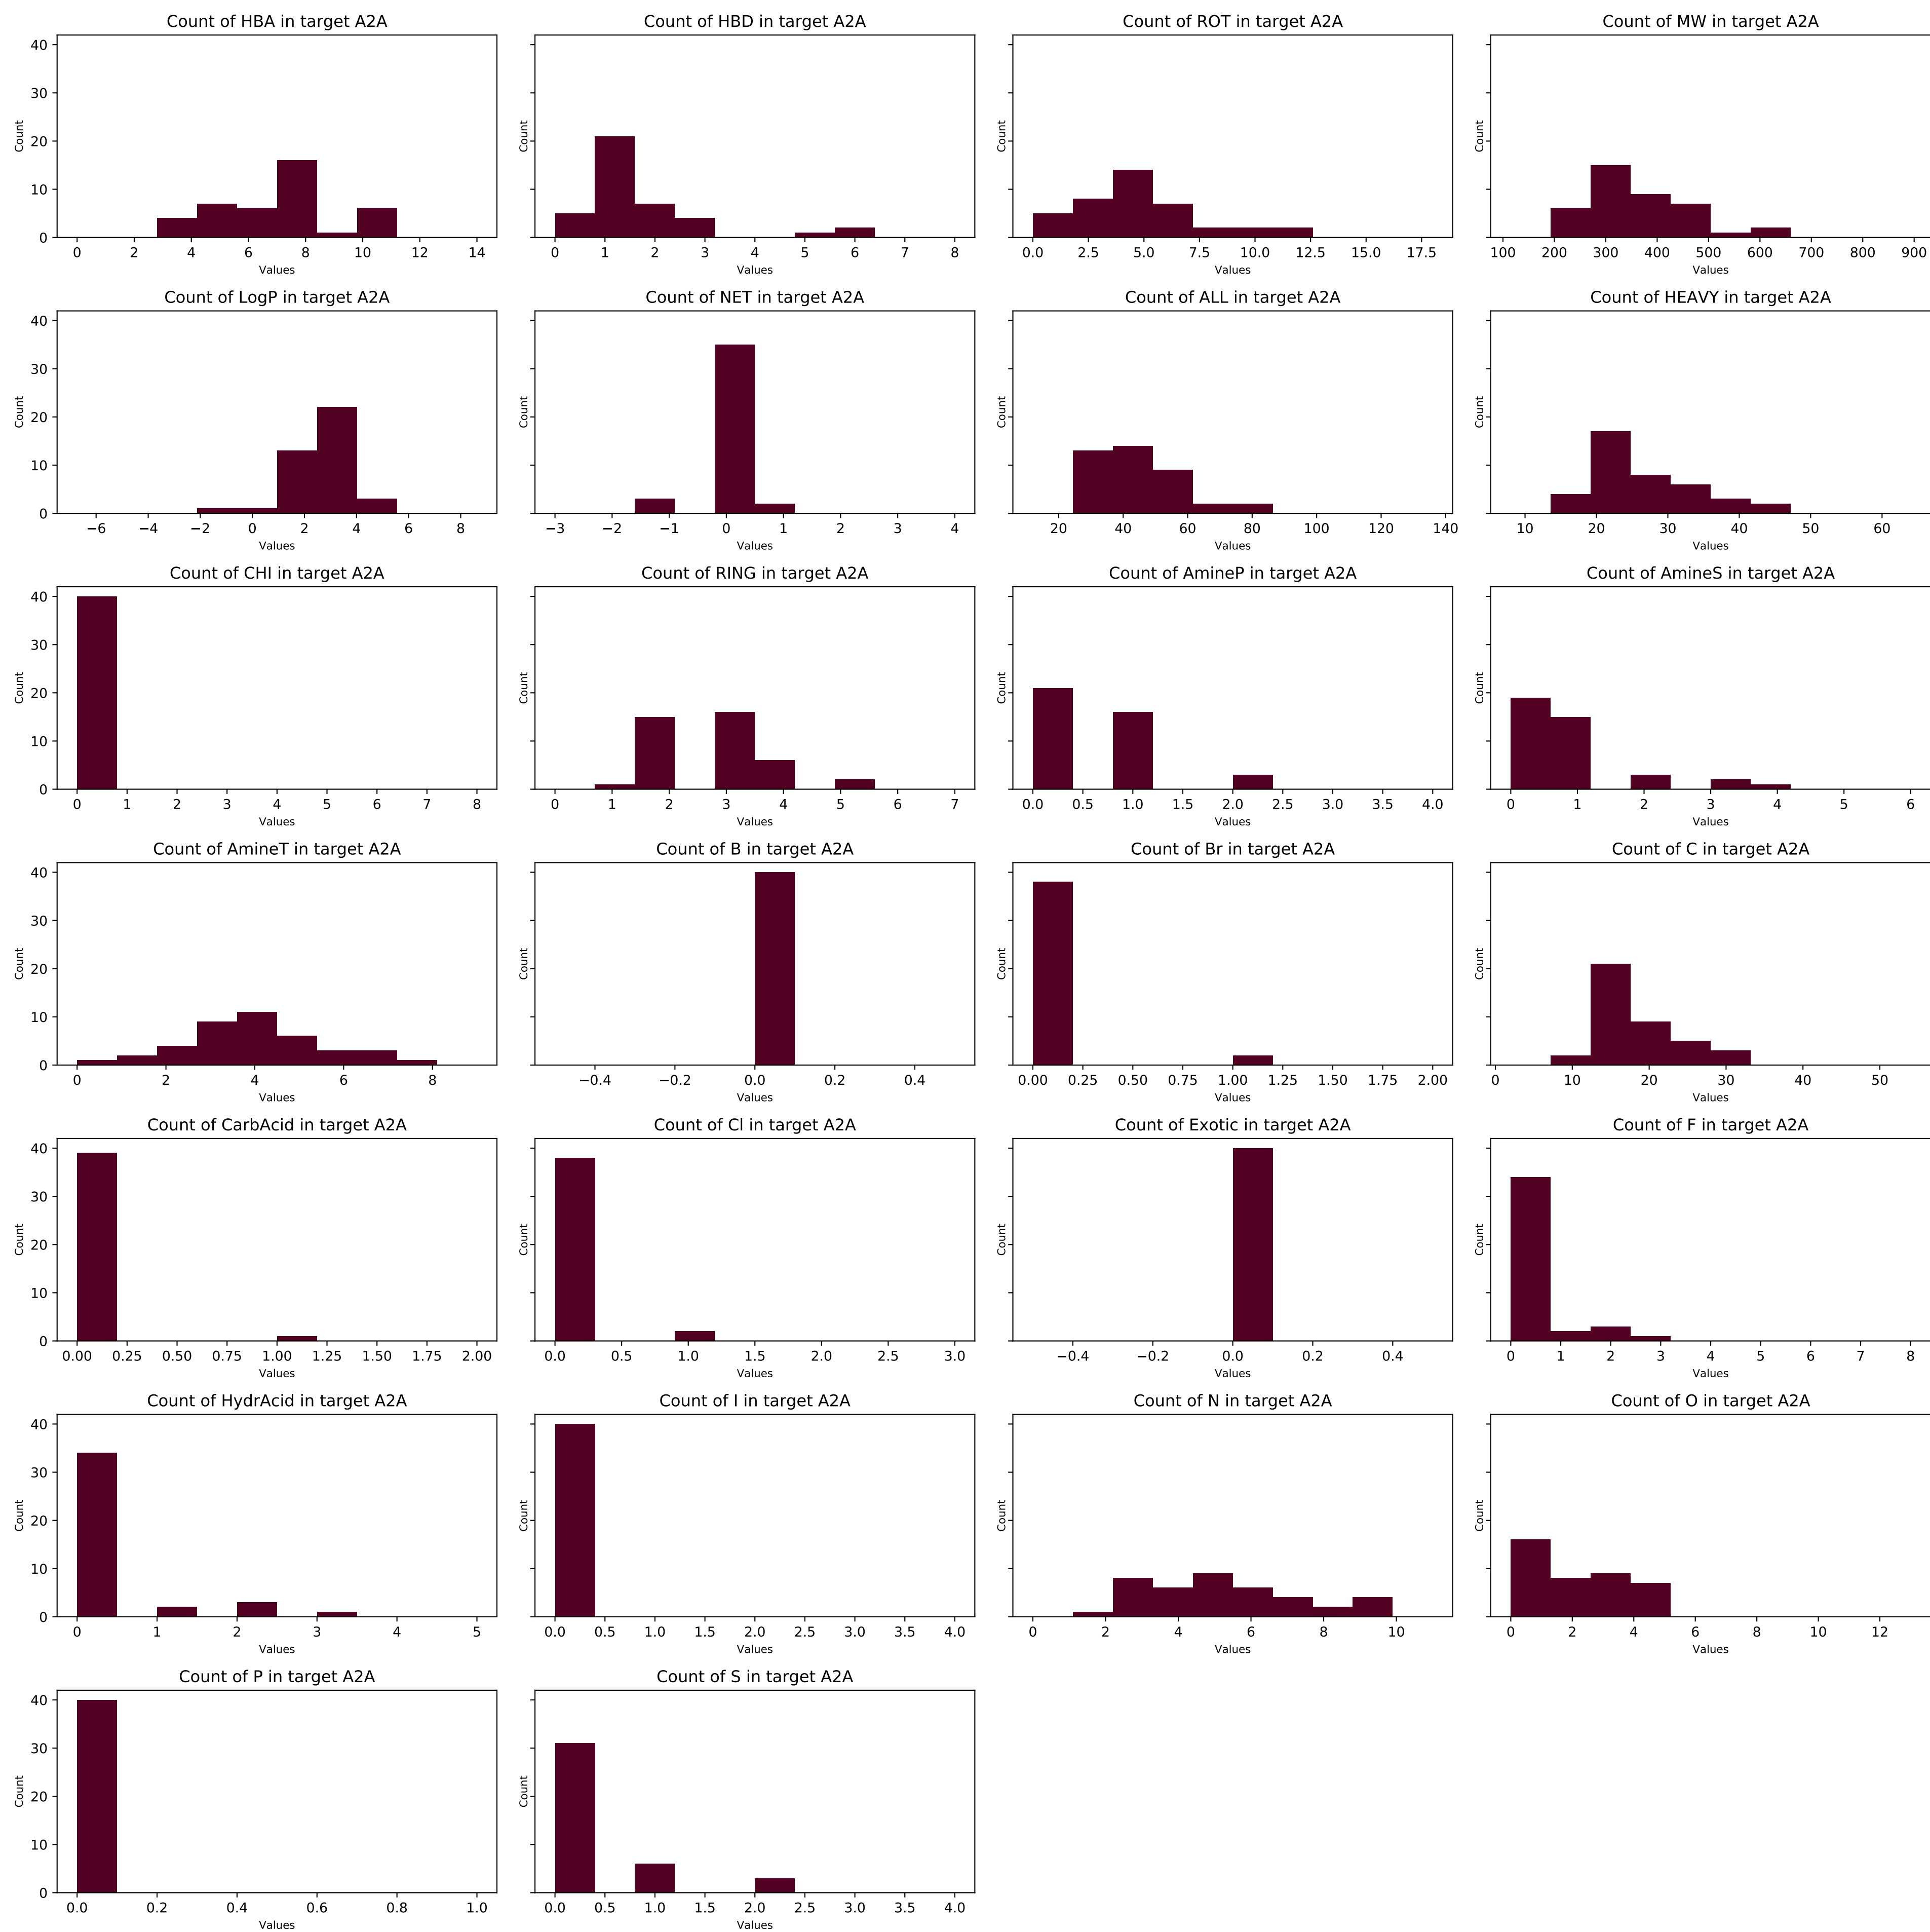 Count of HBA in target A2A
Count of HBD in target A2A
Count of ROT in target A2A
Count of MW in target A2A
Count
40
30
20
10
0
0 2 4 6 8 10 12 14
Values
Count
0 1 2 3 4 5 6 7 8
Values
Count
0.0 2.5 5.0 7.5 10.0 12.5 15.0 17.5
Values
Count
100 200 300 400 500 600 700 800 900
Values
Count of LogP in target A2A
Count of NET in target A2A
Count of ALL in target A2A
Count of HEAVY in target A2A
Count
40
30
20
10
0
−6 −4 −2 0 2 4 6 8
Values
Count
−3 −2 −1 0 1 2 3 4
Values
Count
20 40 60 80 100 120 140
Values
Count
10 20 30 40 50 60
Values
Count of CHI in target A2A
Count of RING in target A2A
Count of AmineP in target A2A
Count of AmineS in target A2A
Count
40
30
20
10
0
0 1 2 3 4 5 6 7 8
Values
Count
0 1 2 3 4 5 6 7
Values
Count
0.0 0.5 1.0 1.5 2.0 2.5 3.0 3.5 4.0
Values
Count
0 1 2 3 4 5 6
Values
Count of AmineT in target A2A
Count of B in target A2A
Count of Br in target A2A
Count of C in target A2A
Count
40
30
20
10
0
0 2 4 6 8
Values
Count
−0.4 −0.2 0.0 0.2 0.4
Values
Count
0.00 0.25 0.50 0.75 1.00 1.25 1.50 1.75 2.00
Values
Count
0 10 20 30 40 50
Values
Count of CarbAcid in target A2A
Count of Cl in target A2A
Count of Exotic in target A2A
Count of F in target A2A
Count
40
30
20
10
0
0.00 0.25 0.50 0.75 1.00 1.25 1.50 1.75 2.00
Values
Count
0.0 0.5 1.0 1.5 2.0 2.5 3.0
Values
Count
−0.4 −0.2 0.0 0.2 0.4
Values
Count
0 1 2 3 4 5 6 7 8
Values
Count of HydrAcid in target A2A
Count of I in target A2A
Count of N in target A2A
Count of O in target A2A
Count
40
30
20
10
0
0 1 2 3 4 5
Values
Count
0.0 0.5 1.0 1.5 2.0 2.5 3.0 3.5 4.0
Values
Count
0 2 4 6 8 10
Values
Count
0 2 4 6 8 10 12
Values
Count of P in target A2A
Count of S in target A2A
Count
40
30
20
10
0
0.0 0.2 0.4 0.6 0.8 1.0
Values
Count
0.0 0.5 1.0 1.5 2.0 2.5 3.0 3.5 4.0
Values